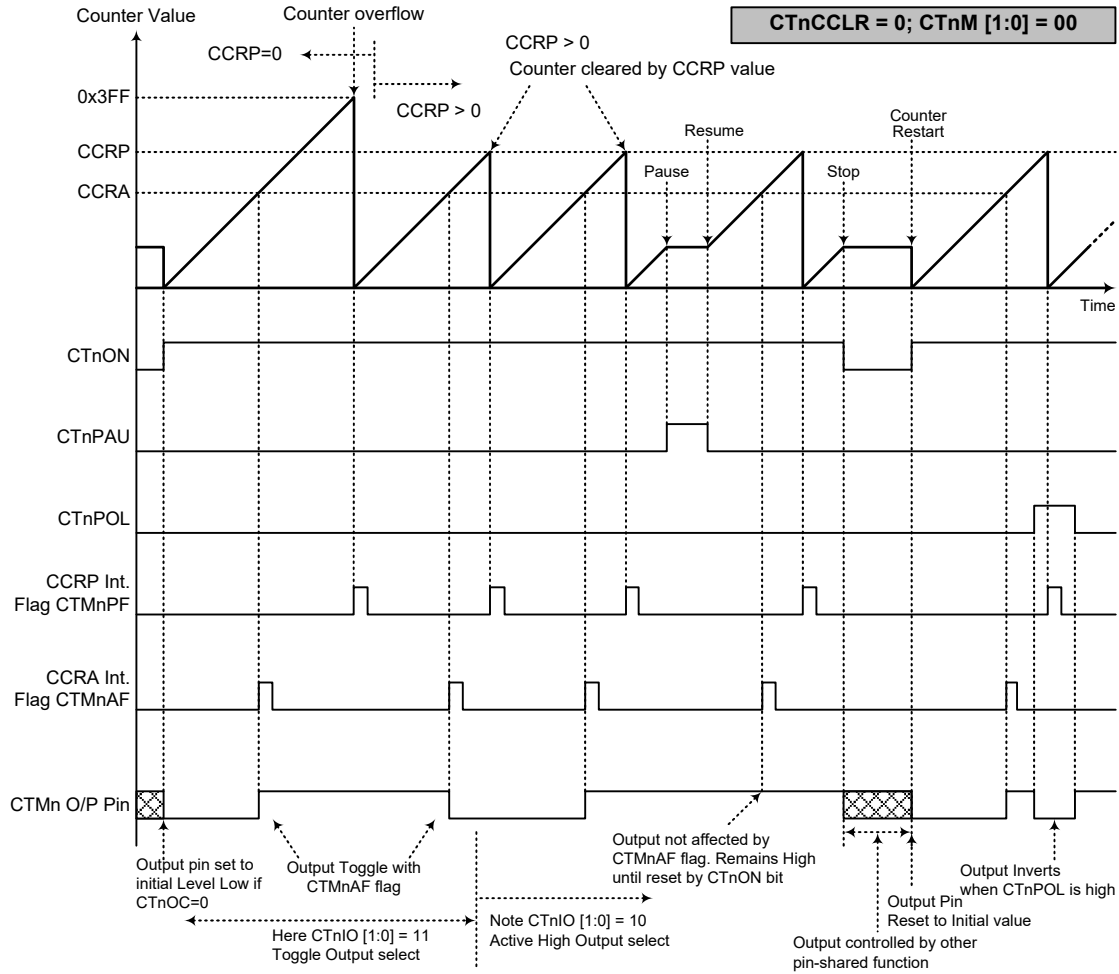 Counter Value
Counter overflow
CTnCCLR = 0; CTnM [1:0] = 00
CCRP=0
CCRP > 0
CCRP > 0
Counter cleared by CCRP value
0x3FF
CCRP
CCRA
Pause
Resume
Stop
Counter
Restart
Time
CTnON
CTnPAU
CTnPOL
CCRP Int.
Flag CTMnPF
CCRA Int.
Flag CTMnAF
CTMn O/P Pin
Output pin set to
initial Level Low if
CTnOC=0
Output Toggle with
CTMnAF flag
Here CTnIO [1:0] = 11
Toggle Output select
Note CTnIO [1:0] = 10
Active High Output select
Output not affected by
CTMnAF flag. Remains High
until reset by CTnON bit
Output controlled by other
pin-shared function
Output Pin
Reset to Initial value
Output Inverts
when CTnPOL is high